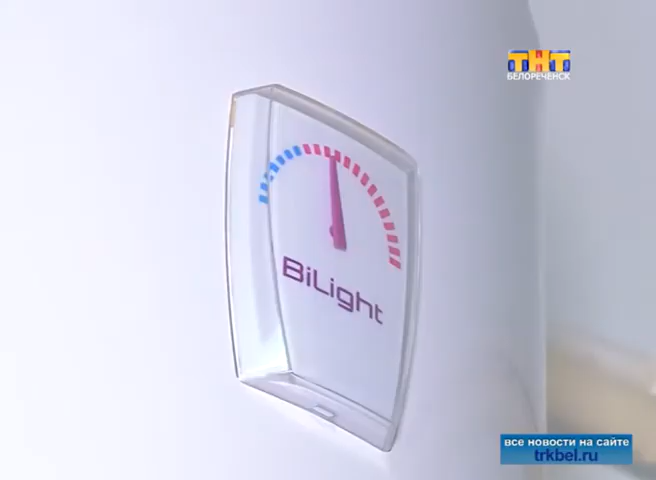 ТНТ
БЕЛОРЕЧЕНСК
BiLight
все новости на сайте
trkbel.ru